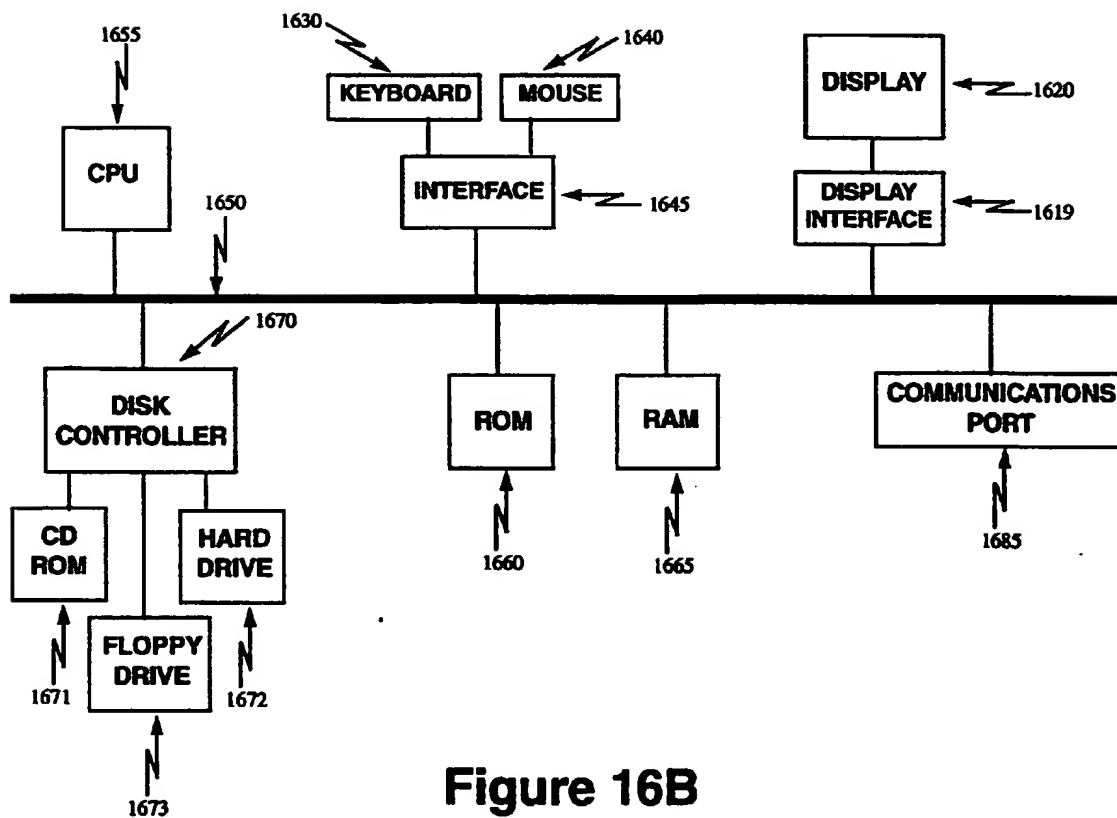 1655
1630
1640
KEYBOARD
MOUSE
DISPLAY
1620
CPU
INTERFACE
1645
DISPLAY
INTERFACE
1619
1650
1670
DISK
CONTROLLER
ROM
RAM
COMMUNICATIONS
PORT
CD
ROM
HARD
DRIVE
1660
1665
1685
FLOPPY
DRIVE
1671
1672
1673
Figure 16B